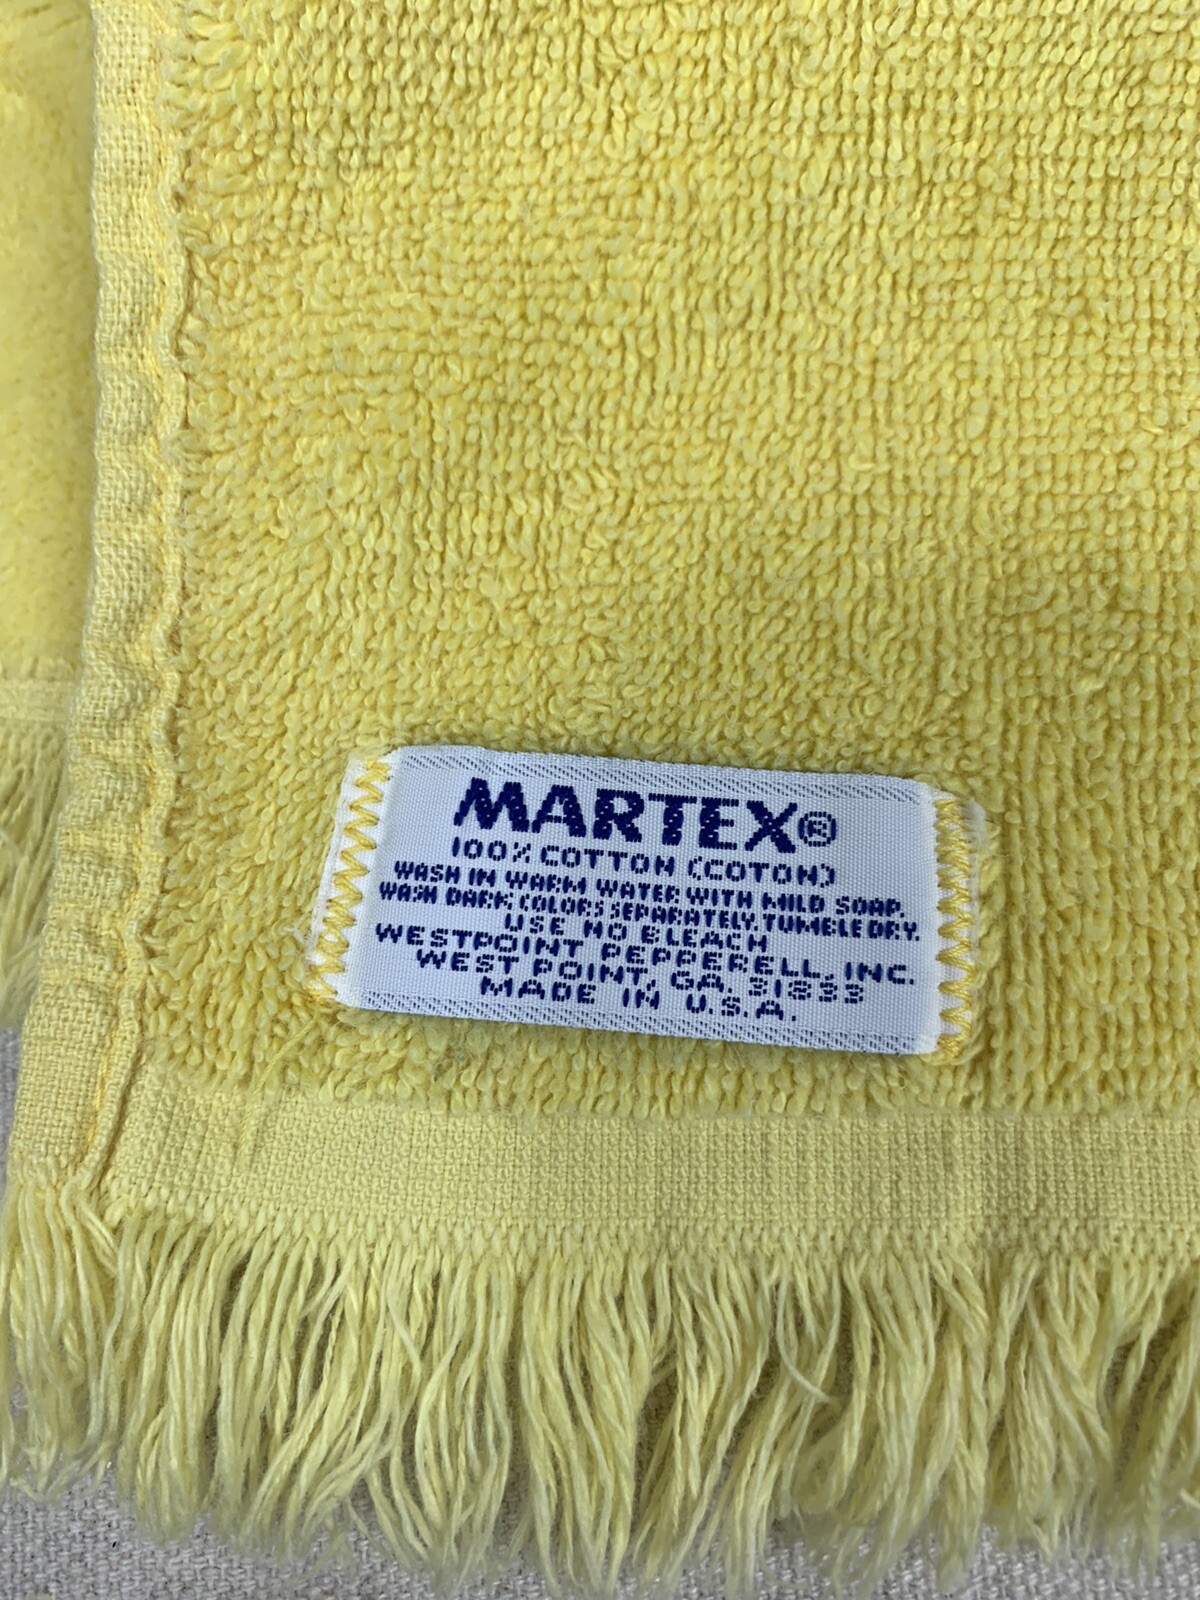 MARTEX®
100% COTTON (COTON)
WASH IN WARM WATER WITH MILD SOAP.
WASH DARK COLORS SEPARATELY. TUMBLE DRY.
USE NO BLEACH
WESTPOINT PEPPERELL, INC.
WEST POINT, GA. 31833
MADE IN U.S.A.